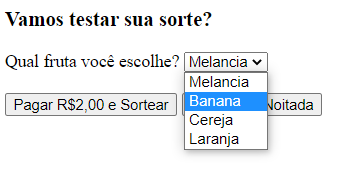 Vamos testar sua sorte?
Qual fruta você escolhe? Melancia
Melancia
Banana
Cereja
Laranja
Pagar R$2,00 e Sortear Noitada